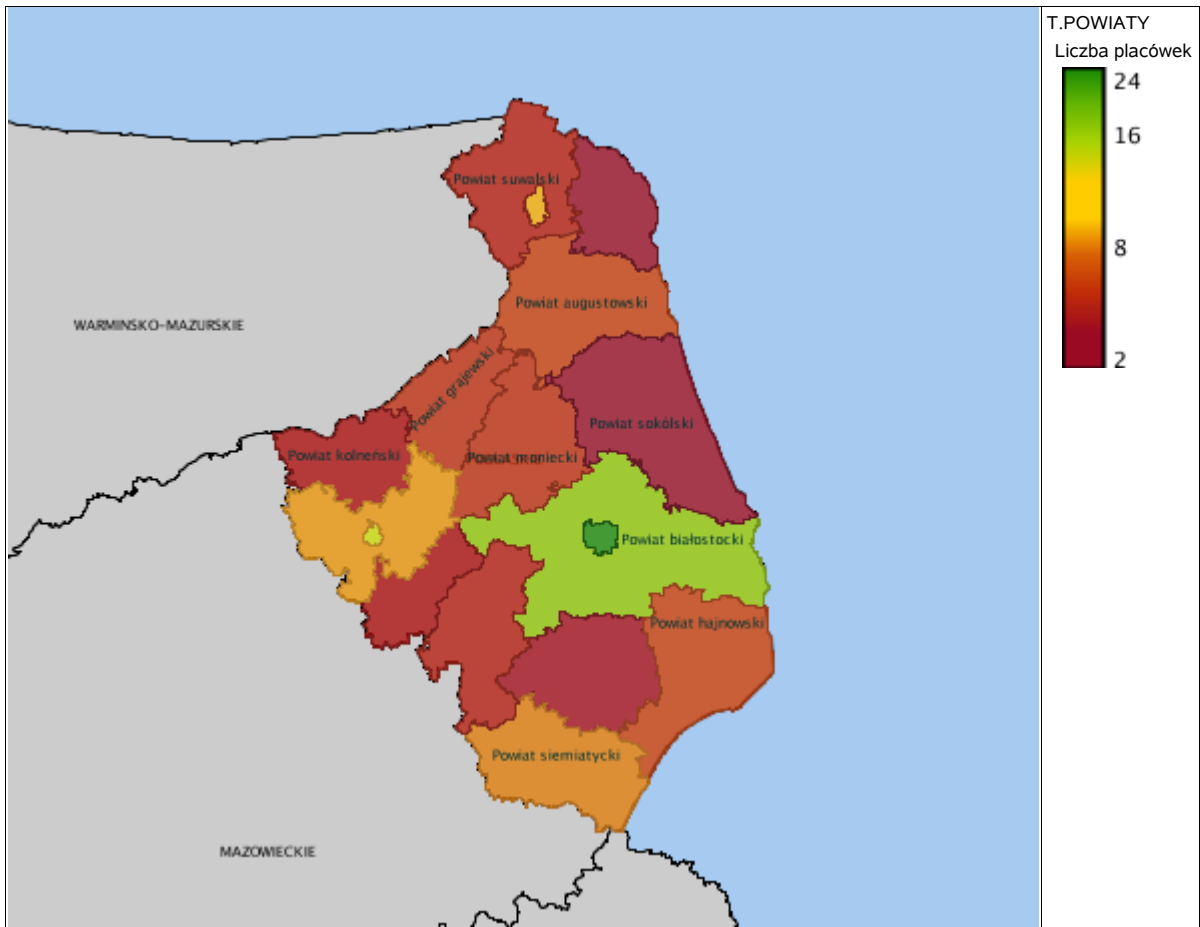 T.POWIATY
Liczba placówek
24
16
8
2
Powiat suwalski
Powiat augustowski
WARMINSKO-MAZURSKIE
Powiat grajewski
Powiat sokólski
Powiat kolneński
Powiat moniecki
Powiat białostocki
Powiat hajnowski
Powiat siemiatycki
MAZOWIECKIE